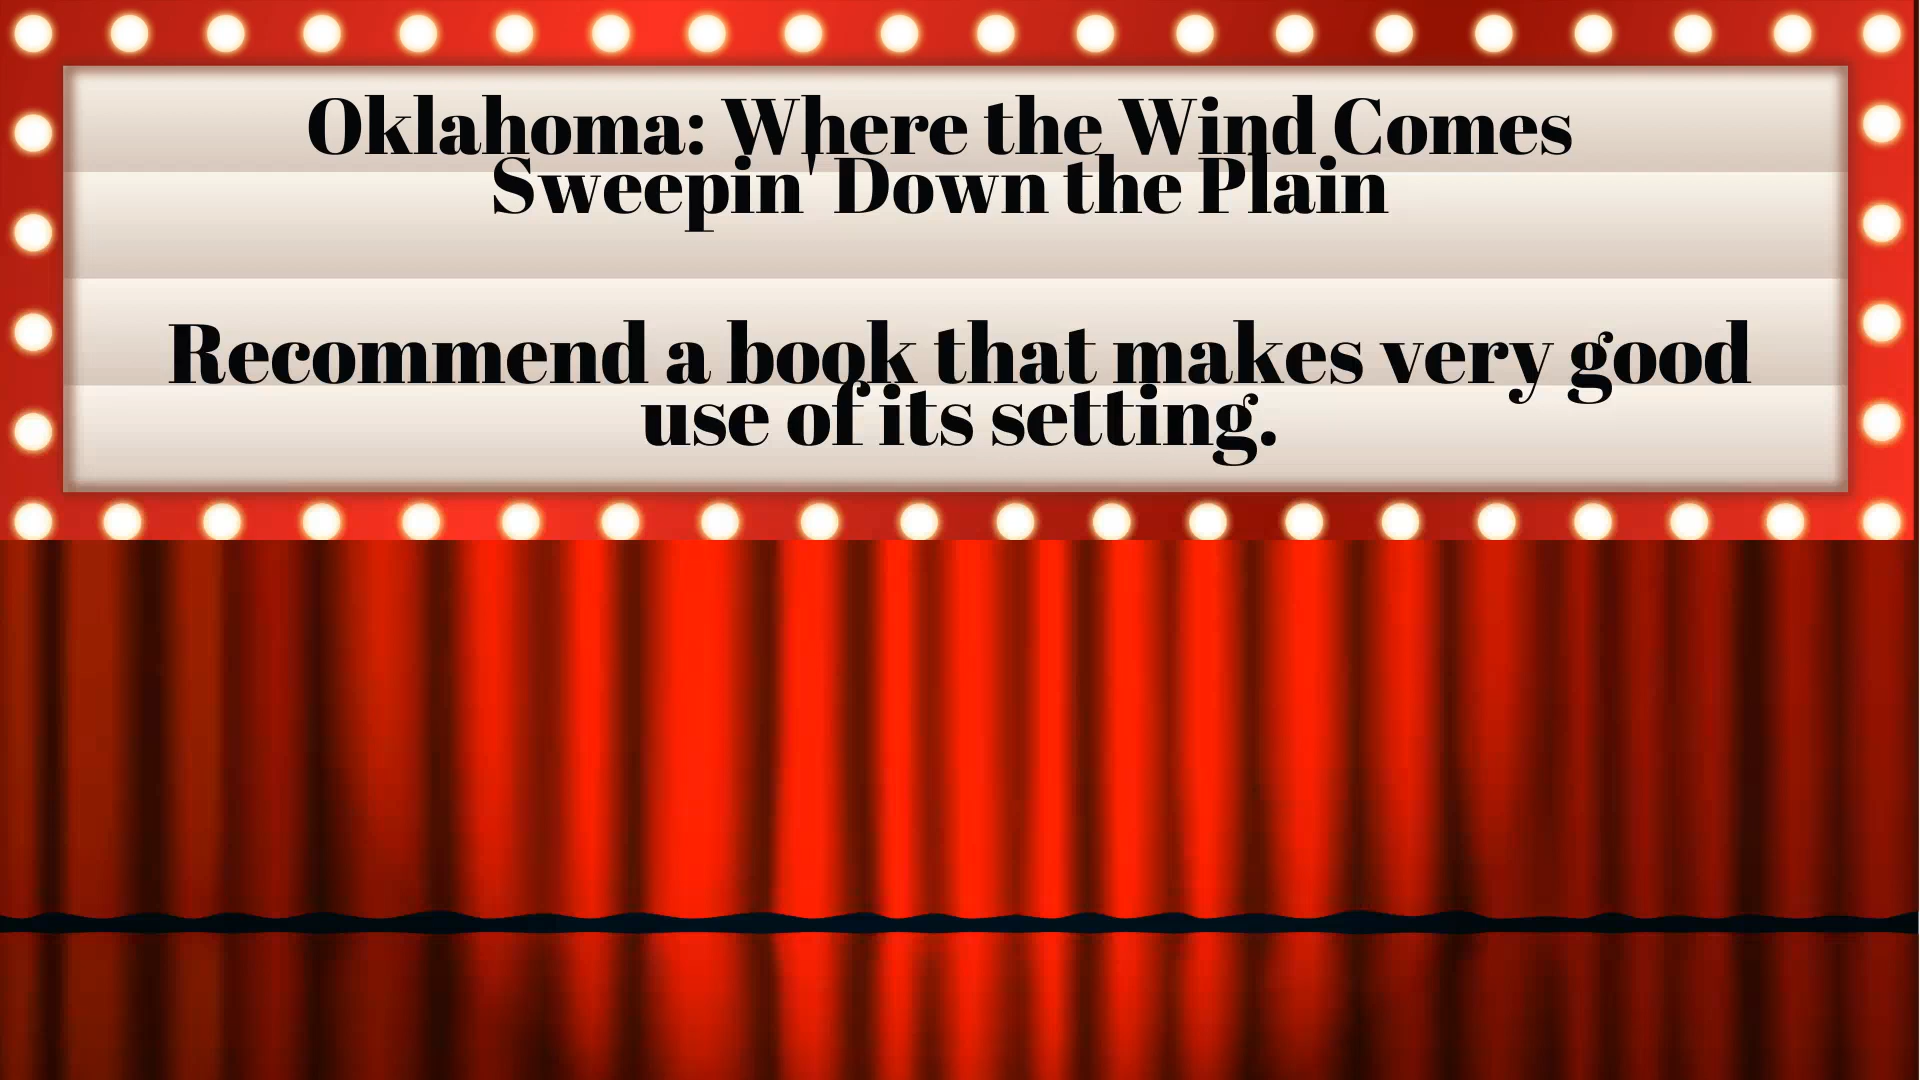 Oklahoma: Where the Wind Comes
Sweepin' Down the Plain
Recommend a book that makes very good
use of its setting.